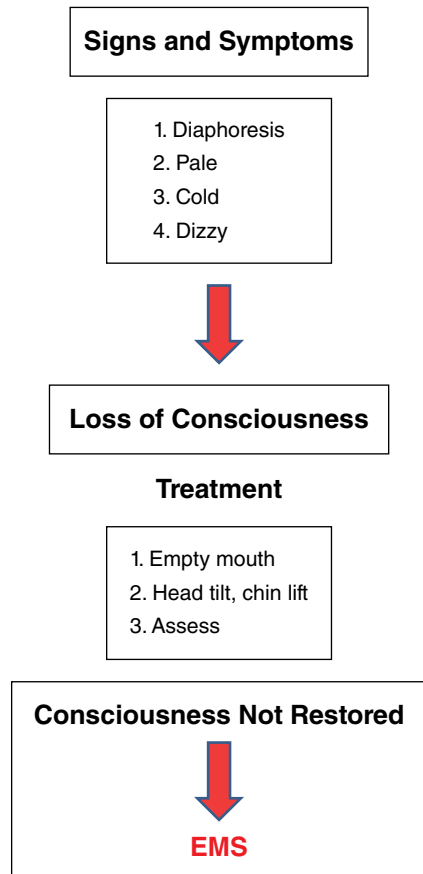 Signs and Symptoms
1. Diaphoresis
2. Pale
3. Cold
4. Dizzy
Loss of Consciousness
Treatment
1. Empty mouth
2. Head tilt, chin lift
3. Assess
Consciousness Not Restored
EMS